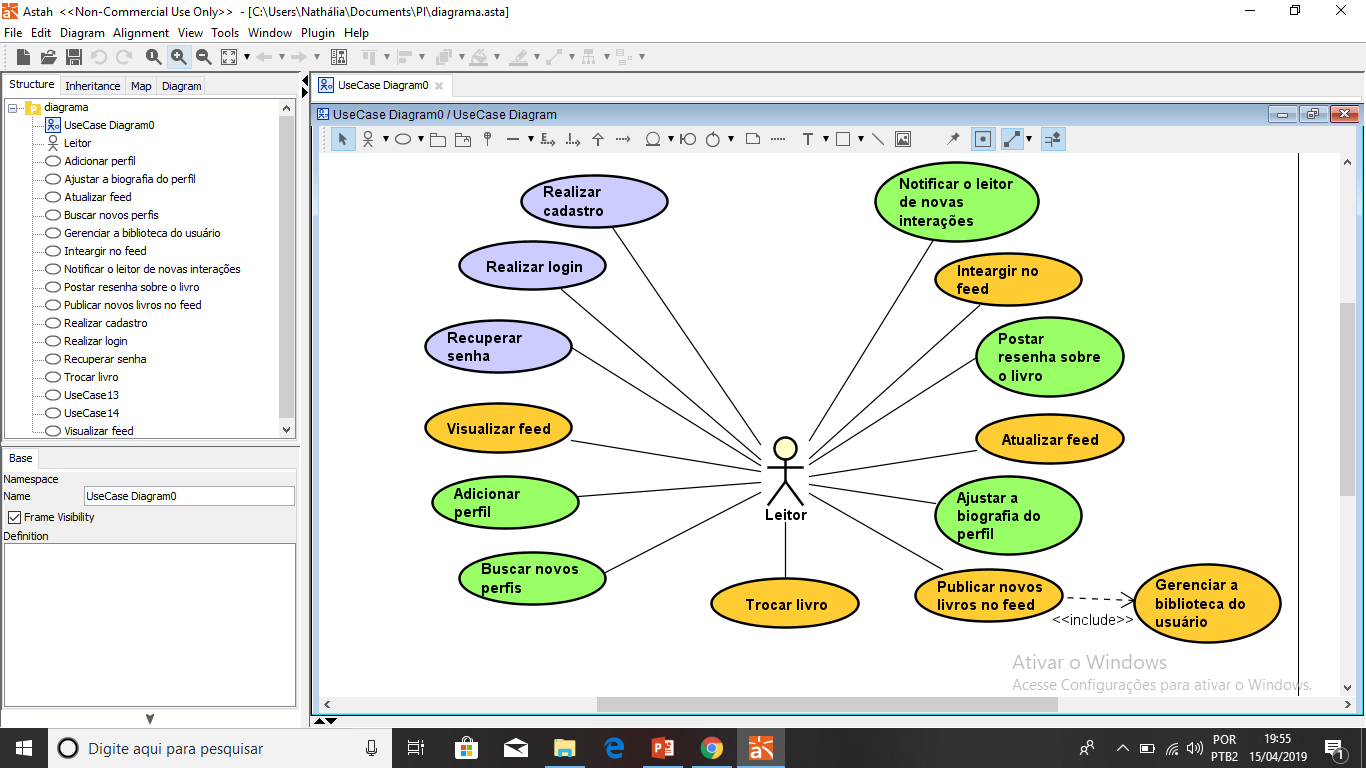 Astah <<Non-Commercial Use Only>> - [C:\Users\Nathália\Documents\PI\diagrama.asta]
File Edit Diagram Alignment View Tools Window Plugin Help
Structure Inheritance Map Diagram
diagrama
UseCase Diagram0
Leitor
Adicionar perfil
Ajustar a biografia do perfil
Atualizar feed
Buscar novos perfis
Gerenciar a biblioteca do usuário
Inteargir no feed
Notificar o leitor de novas interações
Postar resenha sobre o livro
Publicar novos livros no feed
Realizar cadastro
Realizar login
Recuperar senha
Trocar livro
UseCase13
UseCase14
Visualizar feed
Base
Namespace
Name UseCase Diagram0
Frame Visibility
Definition
UseCase Diagram0
UseCase Diagram0 / UseCase Diagram
T
Realizar
cadastro
Realizar login
Recuperar
senha
Visualizar feed
Adicionar
perfil
Buscar novos
perfis
Leitor
Trocar livro
Notificar o leitor
de novas
interações
Inteargir no
feed
Postar
resenha sobre
o livro
Atualizar feed
Ajustar a
biografia do
perfil
Publicar novos
livros no feed
<<include>>
Gerenciar a
biblioteca do
usuário
Ativar o Windows
Acesse Configurações para ativar o Windows.
Digite aqui para pesquisar
POR
PTB2
19:55
15/04/2019
1